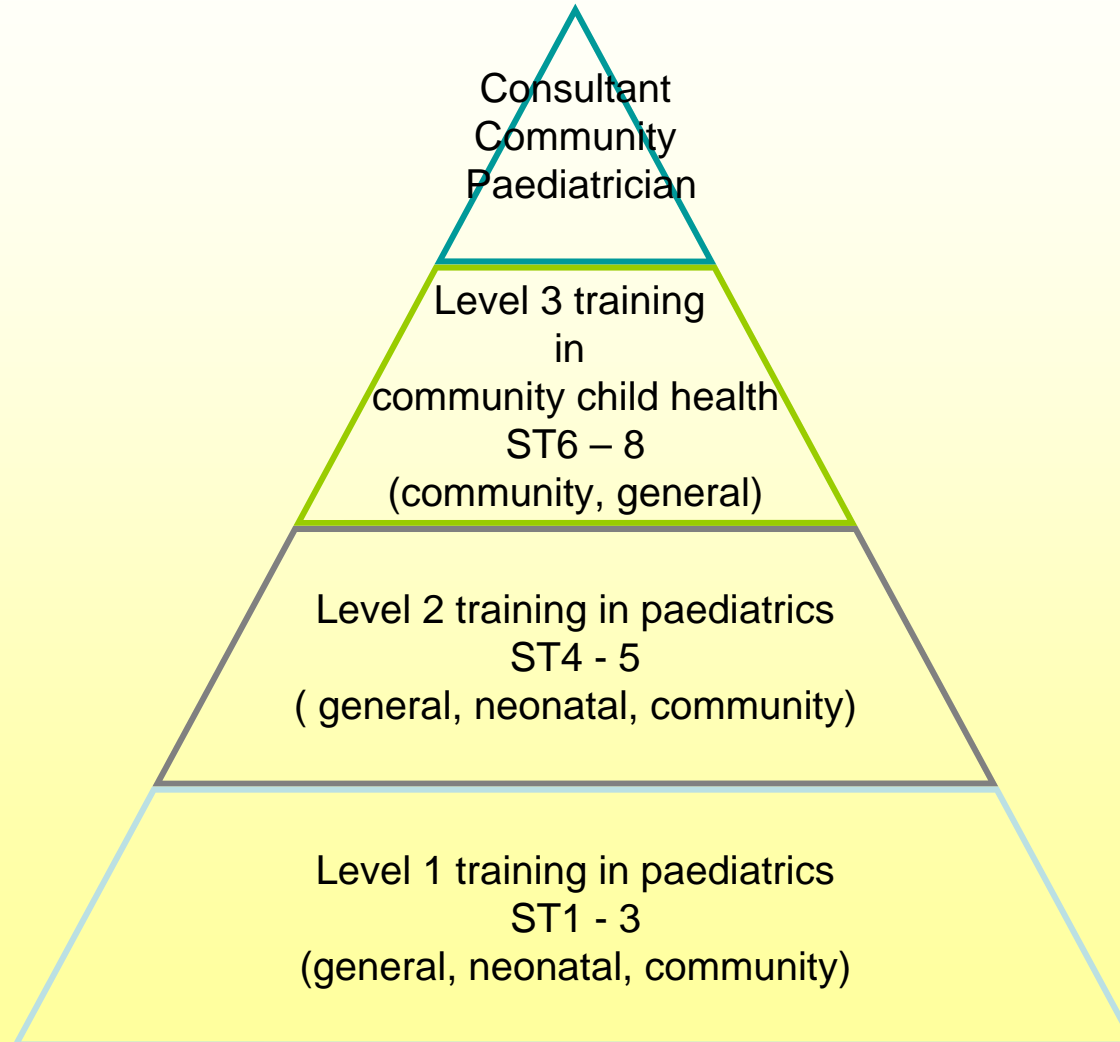 Consultant
Community
Paediatrician
Level 3 training
in
community child health
ST6 – 8
(community, general)
Level 2 training in paediatrics
ST4 - 5
( general, neonatal, community)
Level 1 training in paediatrics
ST1 - 3
(general, neonatal, community)